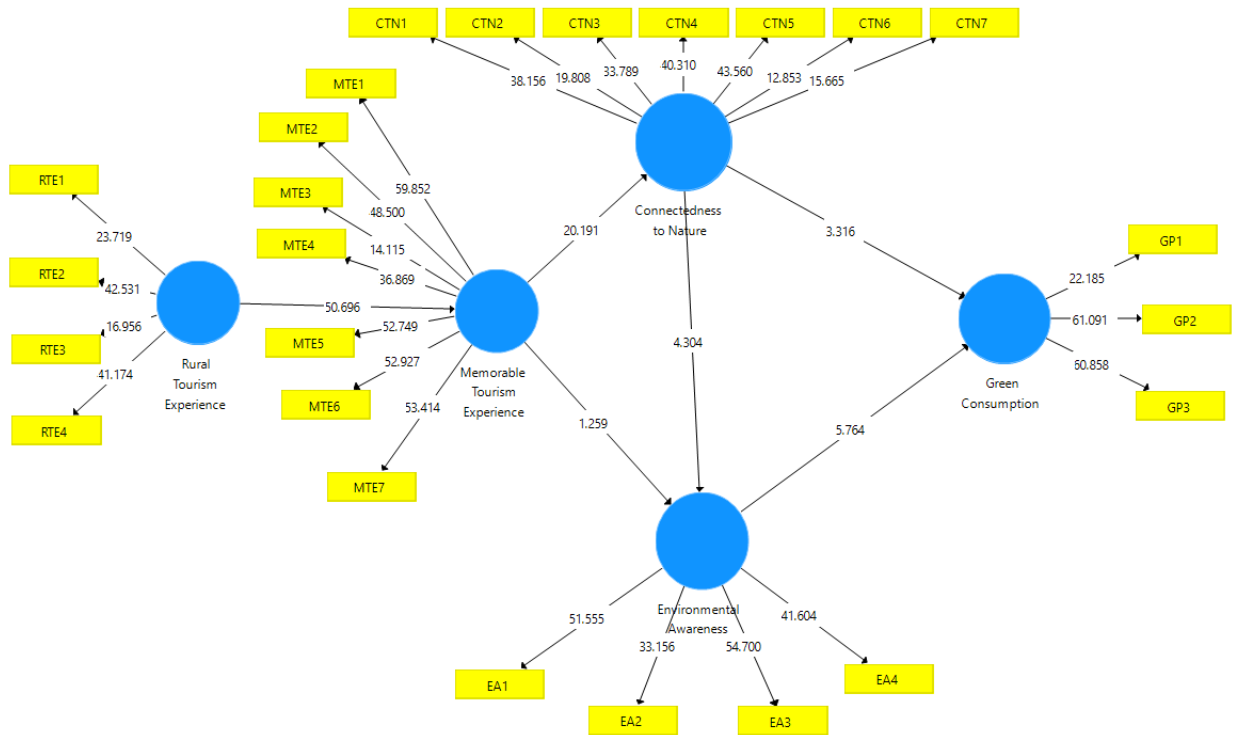 CTN1
CTN2
CTN3
CTN4
CTN5
CTN6
CTN7
38.156
19.808
33.789
40.310
43.560
12.853
15.665
MTE1
MTE2
MTE3
MTE4
MTE5
MTE6
MTE7
59.852
48.500
14.115
36.869
52.749
52.927
53.414
RTE1
RTE2
RTE3
RTE4
23.719
42.531
16.956
41.174
Rural
Tourism
Experience
50.696
Memorable
Tourism
Experience
20.191
1.259
Connectedness
to Nature
4.304
3.316
5.764
Green
Consumption
GP1
GP2
GP3
22.185
61.091
60.858
Environmental
Awareness
51.555
33.156
54.700
41.604
EA1
EA2
EA3
EA4